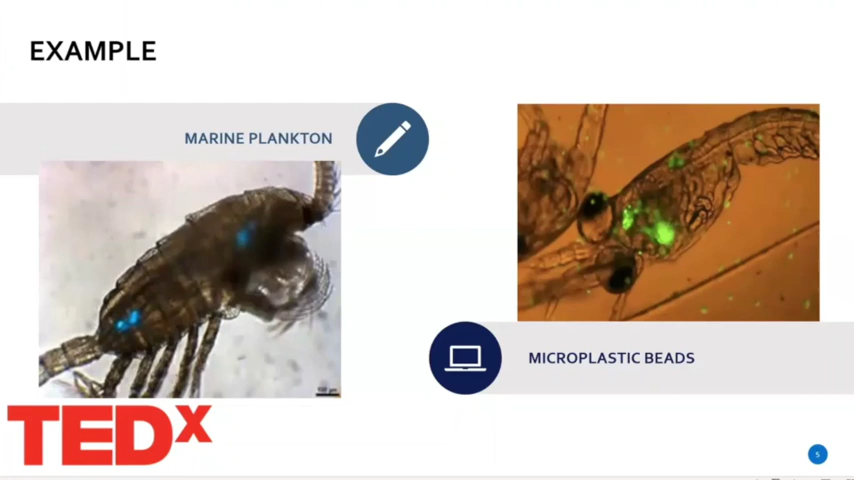 EXAMPLE
MARINE PLANKTON
MICROPLASTIC BEADS
TEDx
5